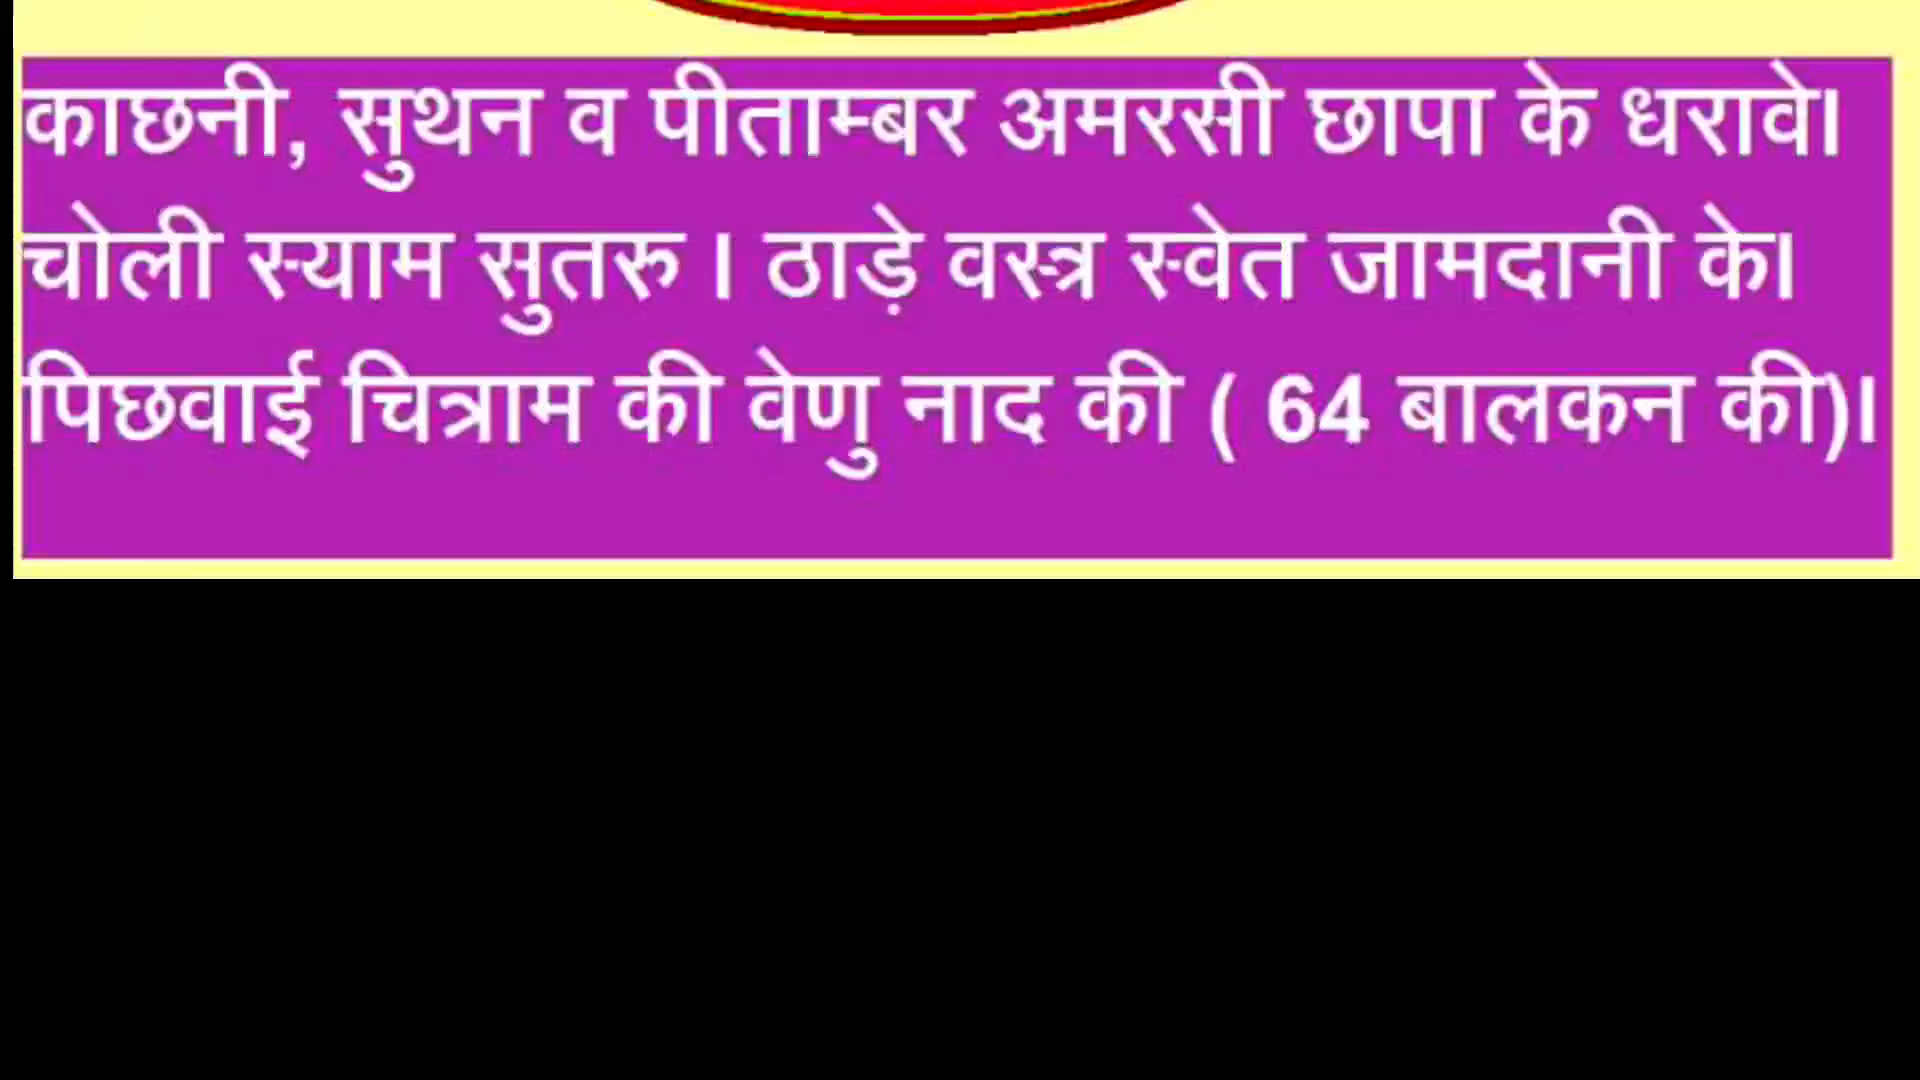 काछनी, सुथन व पीताम्बर अमरसी छापा के धरावे।
चोली स्याम सुतरु । ठाड़े वस्त्र स्वेत जामदानी के।
पिछवाई चित्राम की वेणु नाद की ( 64 बालकन की)।